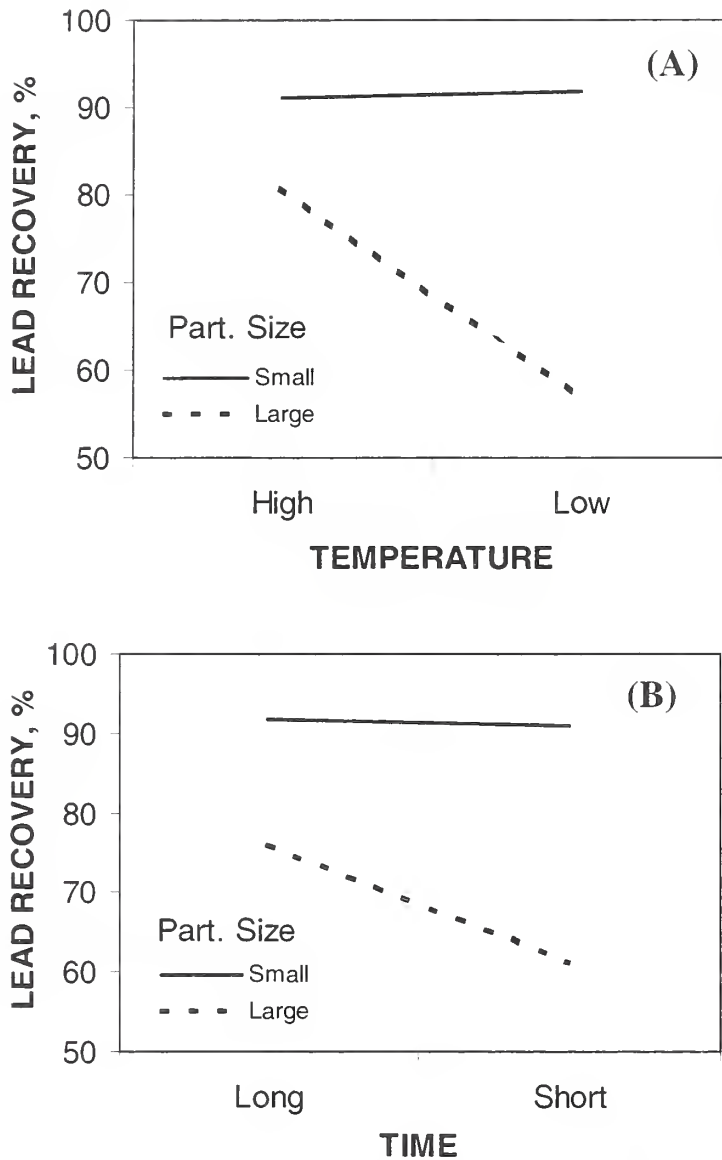 100
(A)
90
80
70
60
50
LEAD RECOVERY, %
Part. Size
Small
Large
High Low
TEMPERATURE
100
(B)
90
80
70
60
50
LEAD RECOVERY, %
Part. Size
Small
Large
Long Short
TIME